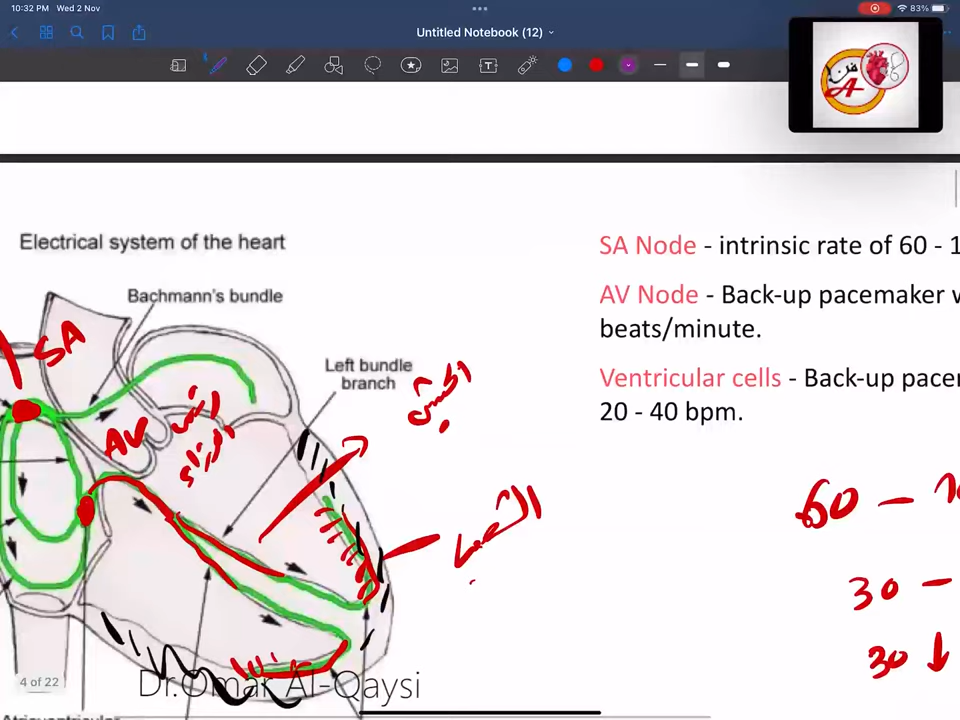 10:32 PM Wed 2 Nov
83%
Untitled Notebook (12)
فن
A
Electrical system of the heart
Bachmann's bundle
Left bundle
branch
SA
AV
SA Node - intrinsic rate of 60 - 1
AV Node - Back-up pacemaker w
beats/minute.
Ventricular cells - Back-up pacem
20 - 40 bpm.
60 -
30 -
30 ↓
4 of 22
Dr.Omar Al-Qaysi